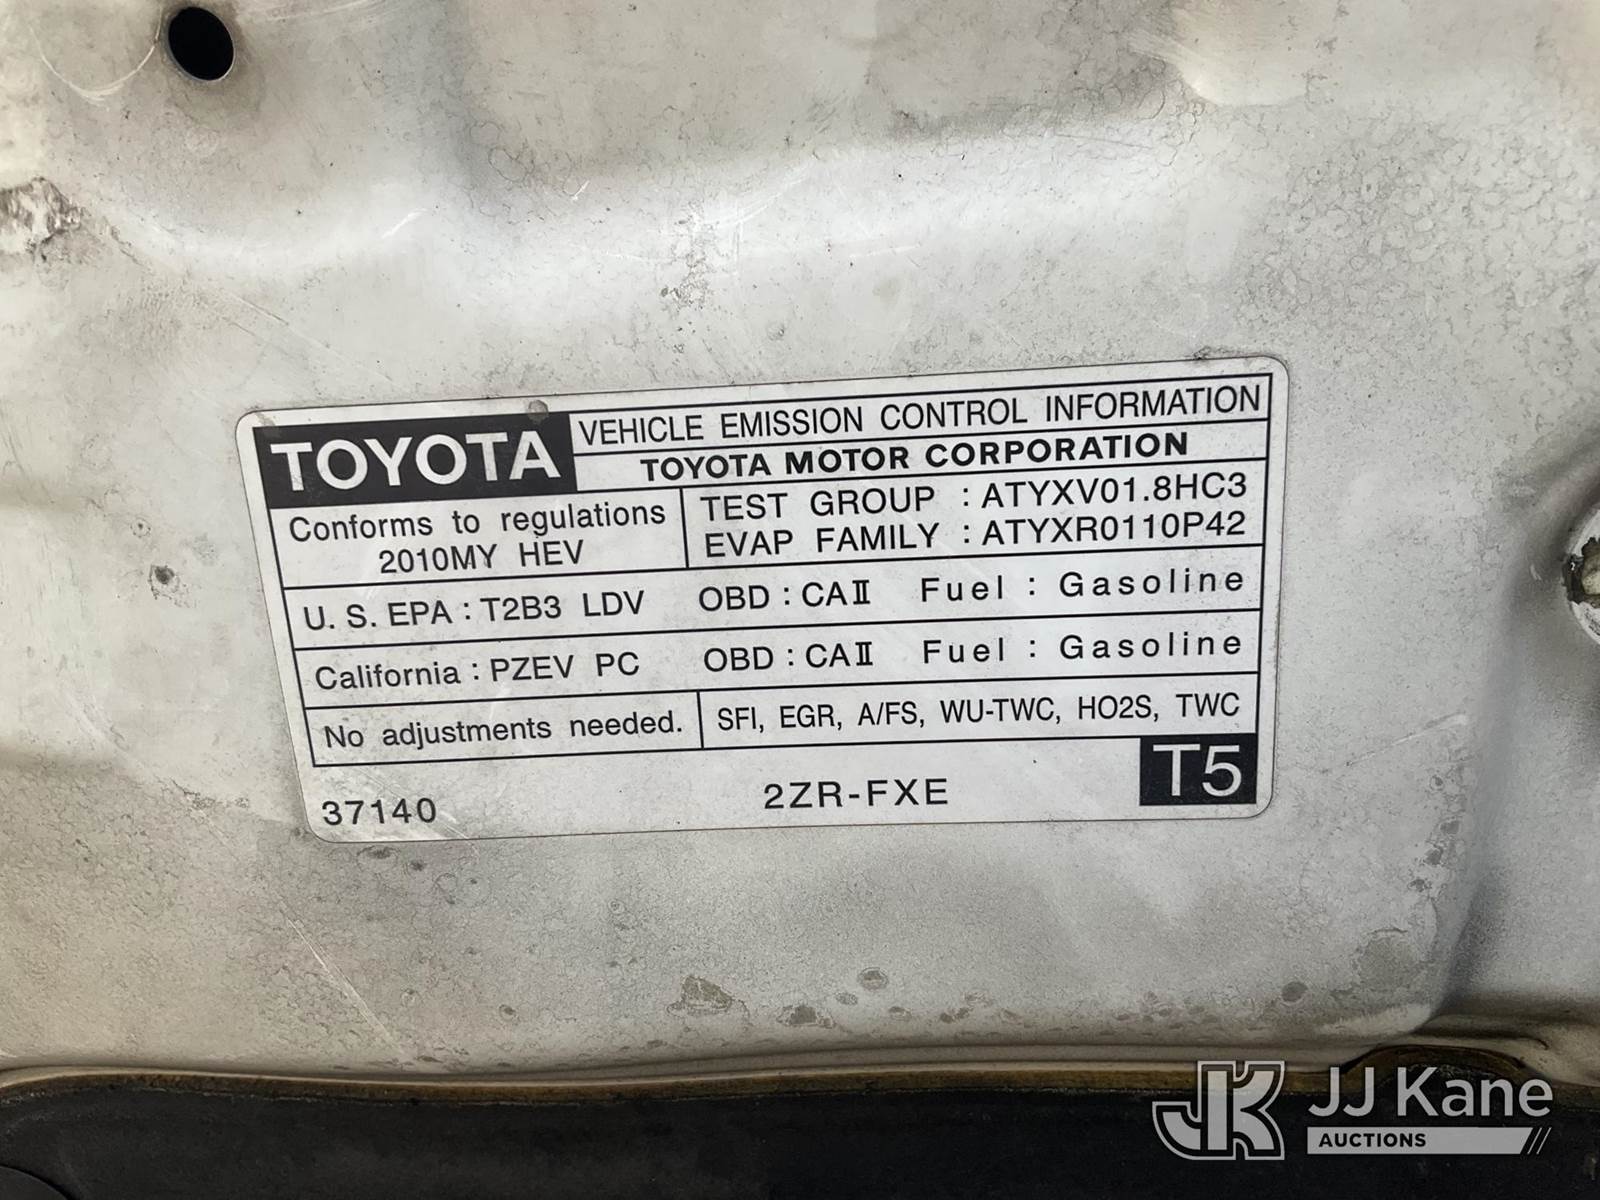 TOYOTA
VEHICLE EMISSION CONTROL INFORMATION
TOYOTA MOTOR CORPORATION
Conforms to regulations
2010MY HEV
TEST GROUP : ATYXV01.8HC3
EVAP FAMILY : ATYXR0110P42
U. S. EPA : T2B3 LDV OBD : CAⅡ Fuel : Gasoline
California : PZEV PC OBD : CAⅡ Fuel : Gasoline
No adjustments needed.
SFI, EGR, A/FS, WU-TWC, HO2S, TWC
37140
2ZR-FXE
T5
JK
JJ Kane
AUCTIONS